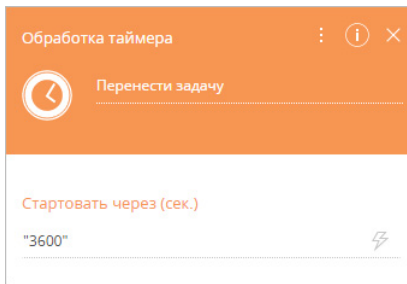 Обработка таймера
Перенести задачу
Стартовать через (сек.)
"3600"